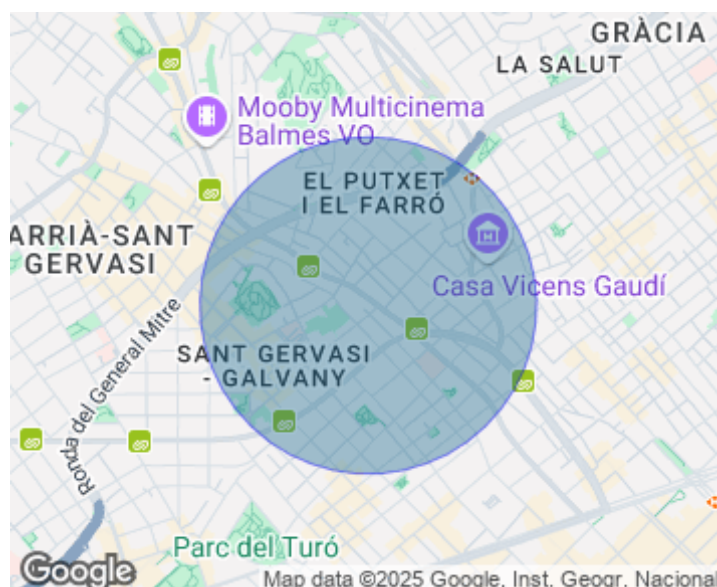 GRÀCIA
LA SALUT
Mooby Multicinema
Balmes VO
EL PUTXET
I EL FARRÓ
ARRIÀ-SANT
GERVASI
Casa Vicens Gaudí
Ronda del General Mitre
SANT GERVASI
- GALVANY
Parc del Turó
Google
Map data ©2025 Google, Inst. Geogr. Nacional